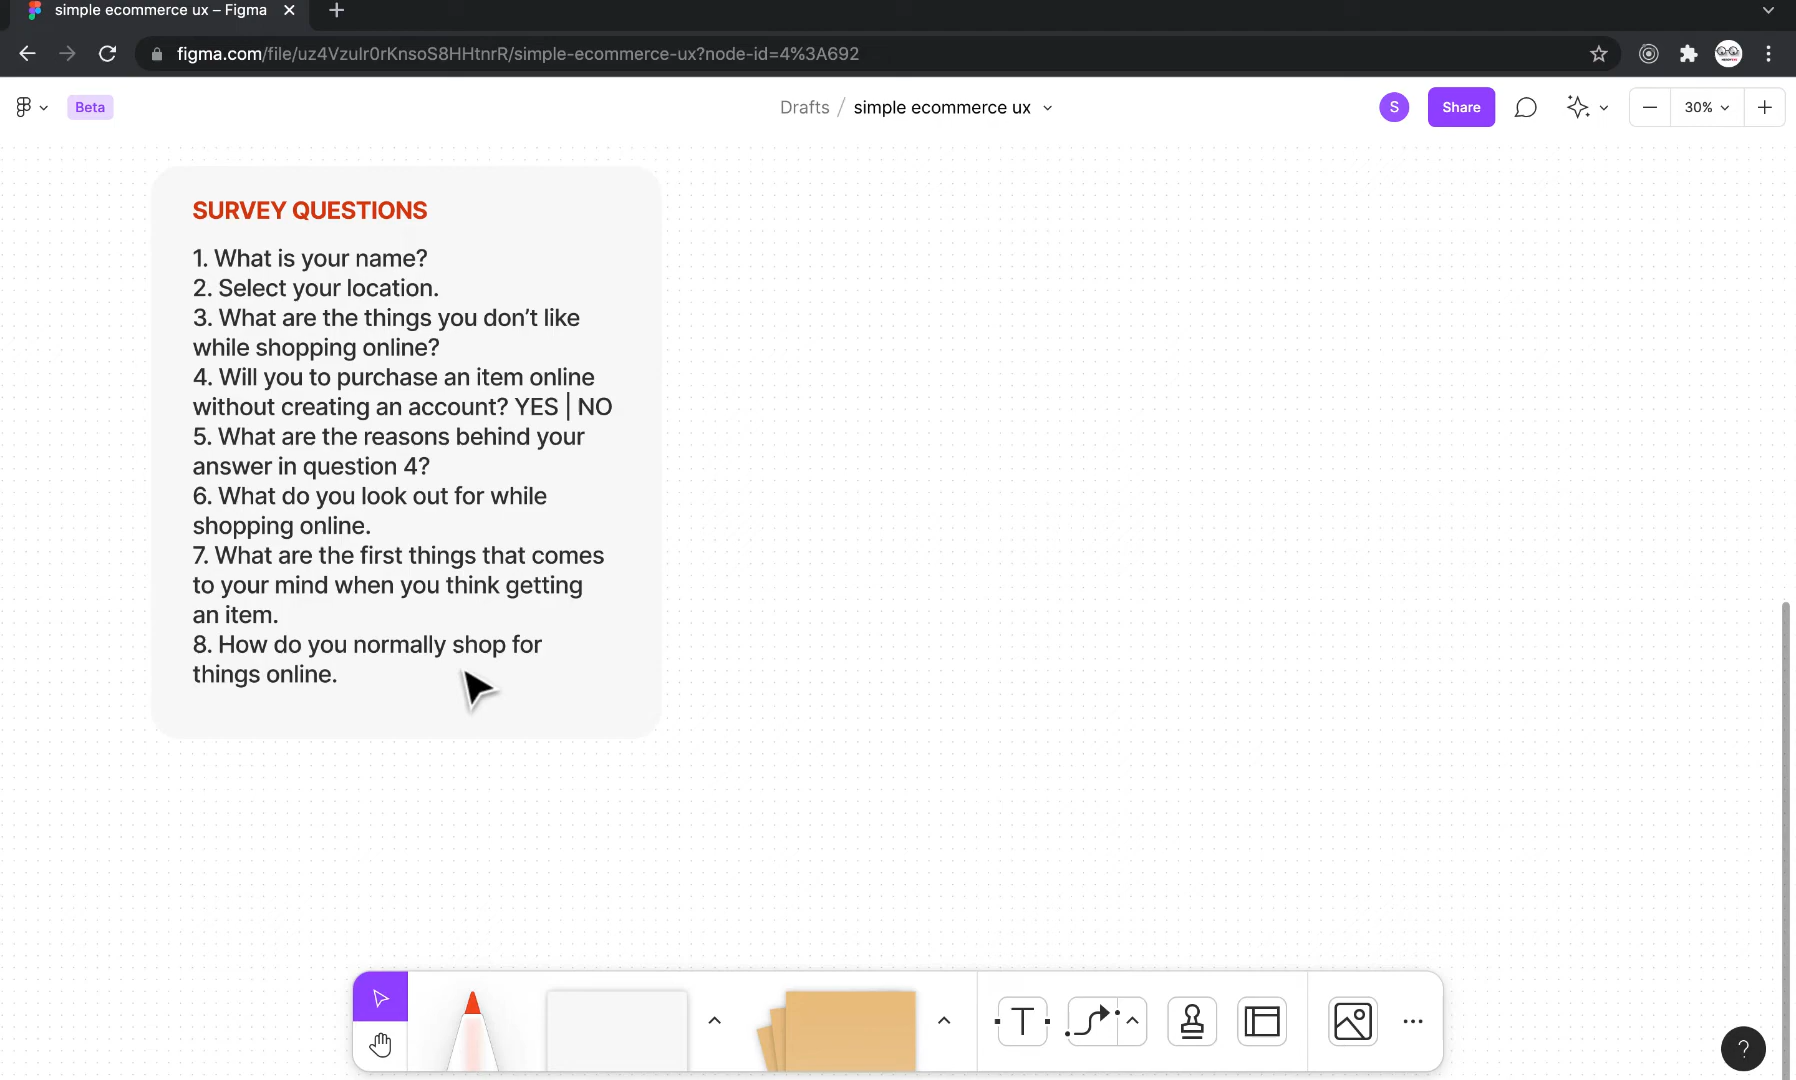 simple ecommerce ux – Figma
figma.com/file/uz4VzuIr0rKnsoS8HHtnrR/simple-ecommerce-ux?node-id=4%3A692
Beta
Drafts / simple ecommerce ux
S
Share
30%
SURVEY QUESTIONS
1. What is your name?
2. Select your location.
3. What are the things you don’t like
while shopping online?
4. Will you to purchase an item online
without creating an account? YES | NO
5. What are the reasons behind your
answer in question 4?
6. What do you look out for while
shopping online.
7. What are the first things that comes
to your mind when you think getting
an item.
8. How do you normally shop for
things online.
T
?